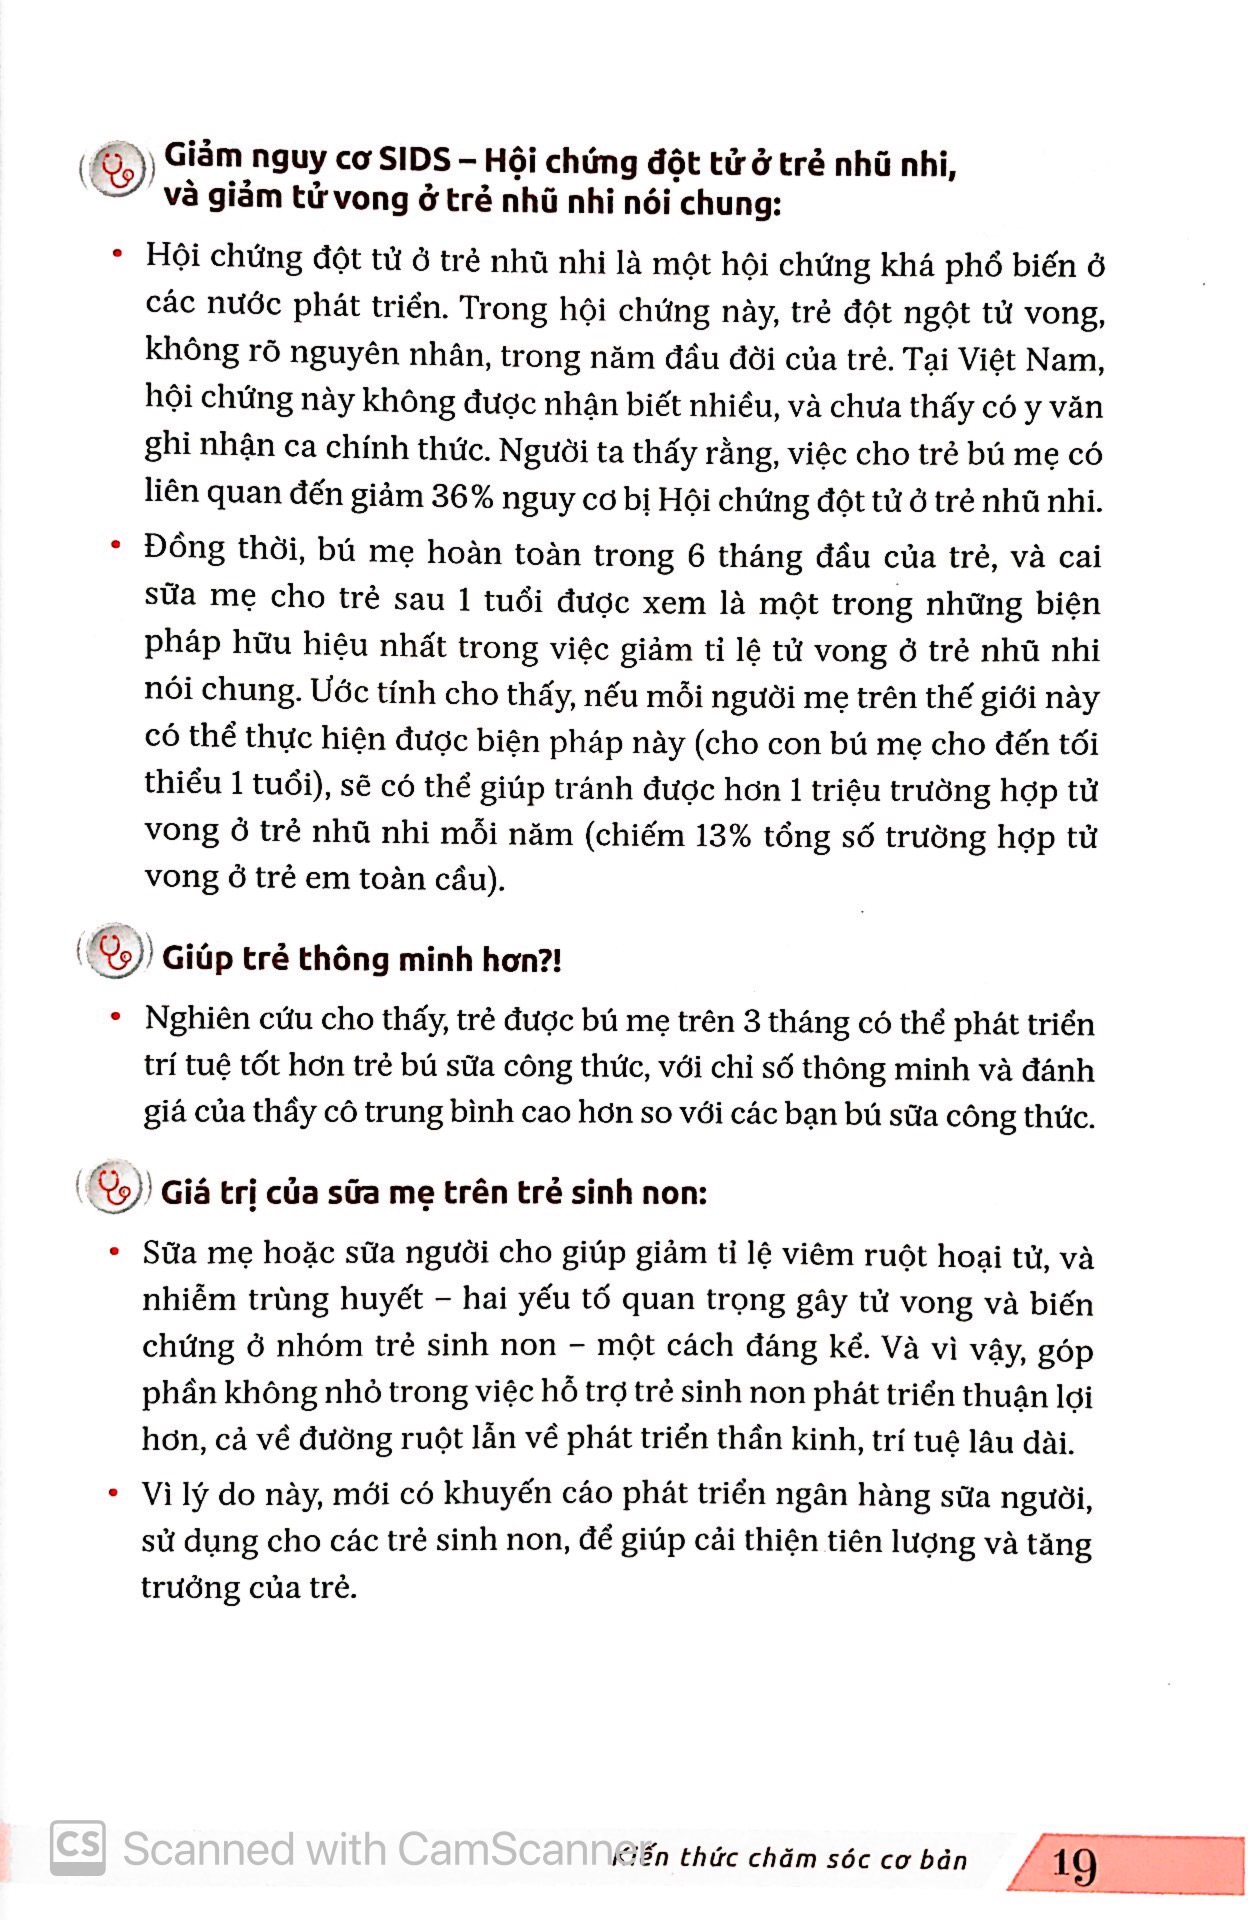 Giảm nguy cơ SIDS – Hội chứng đột tử ở trẻ nhũ nhi,
và giảm tử vong ở trẻ nhũ nhi nói chung:
• Hội chứng đột tử ở trẻ nhũ nhi là một hội chứng khá phổ biến ở
các nước phát triển. Trong hội chứng này, trẻ đột ngột tử vong,
không rõ nguyên nhân, trong năm đầu đời của trẻ. Tại Việt Nam,
hội chứng này không được nhận biết nhiều, và chưa thấy có y văn
ghi nhận ca chính thức. Người ta thấy rằng, việc cho trẻ bú mẹ có
liên quan đến giảm 36% nguy cơ bị Hội chứng đột tử ở trẻ nhũ nhi.
• Đồng thời, bú mẹ hoàn toàn trong 6 tháng đầu của trẻ, và cai
sữa mẹ cho trẻ sau 1 tuổi được xem là một trong những biện
pháp hữu hiệu nhất trong việc giảm tỉ lệ tử vong ở trẻ nhũ nhi
nói chung. Ước tính cho thấy, nếu mỗi người mẹ trên thế giới này
có thể thực hiện được biện pháp này (cho con bú mẹ cho đến tối
thiểu 1 tuổi), sẽ có thể giúp tránh được hơn 1 triệu trường hợp tử
vong ở trẻ nhũ nhi mỗi năm (chiếm 13% tổng số trường hợp tử
vong ở trẻ em toàn cầu).
Giúp trẻ thông minh hơn?!
• Nghiên cứu cho thấy, trẻ được bú mẹ trên 3 tháng có thể phát triển
trí tuệ tốt hơn trẻ bú sữa công thức, với chỉ số thông minh và đánh
giá của thầy cô trung bình cao hơn so với các bạn bú sữa công thức.
Giá trị của sữa mẹ trên trẻ sinh non:
• Sữa mẹ hoặc sữa người cho giúp giảm tỉ lệ viêm ruột hoại tử, và
nhiễm trùng huyết – hai yếu tố quan trọng gây tử vong và biến
chứng ở nhóm trẻ sinh non – một cách đáng kể. Và vì vậy, góp
phần không nhỏ trong việc hỗ trợ trẻ sinh non phát triển thuận lợi
hơn, cả về đường ruột lẫn về phát triển thần kinh, trí tuệ lâu dài.
• Vì lý do này, mới có khuyến cáo phát triển ngân hàng sữa người,
sử dụng cho các trẻ sinh non, để giúp cải thiện tiên lượng và tăng
trưởng của trẻ.
CS Scanned with CamScanner
Kiến thức chăm sóc cơ bản 19